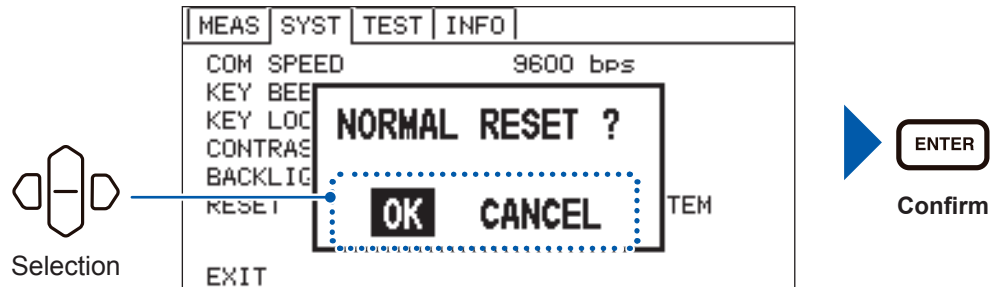 MEAS SYST TEST INFO
COM SPEED 9600 bps
KEY BEE
KEY LOC
CONTRAS
BACKLIG
RESET TEM
NORMAL RESET ?
OK CANCEL
EXIT
Selection
ENTER
Confirm